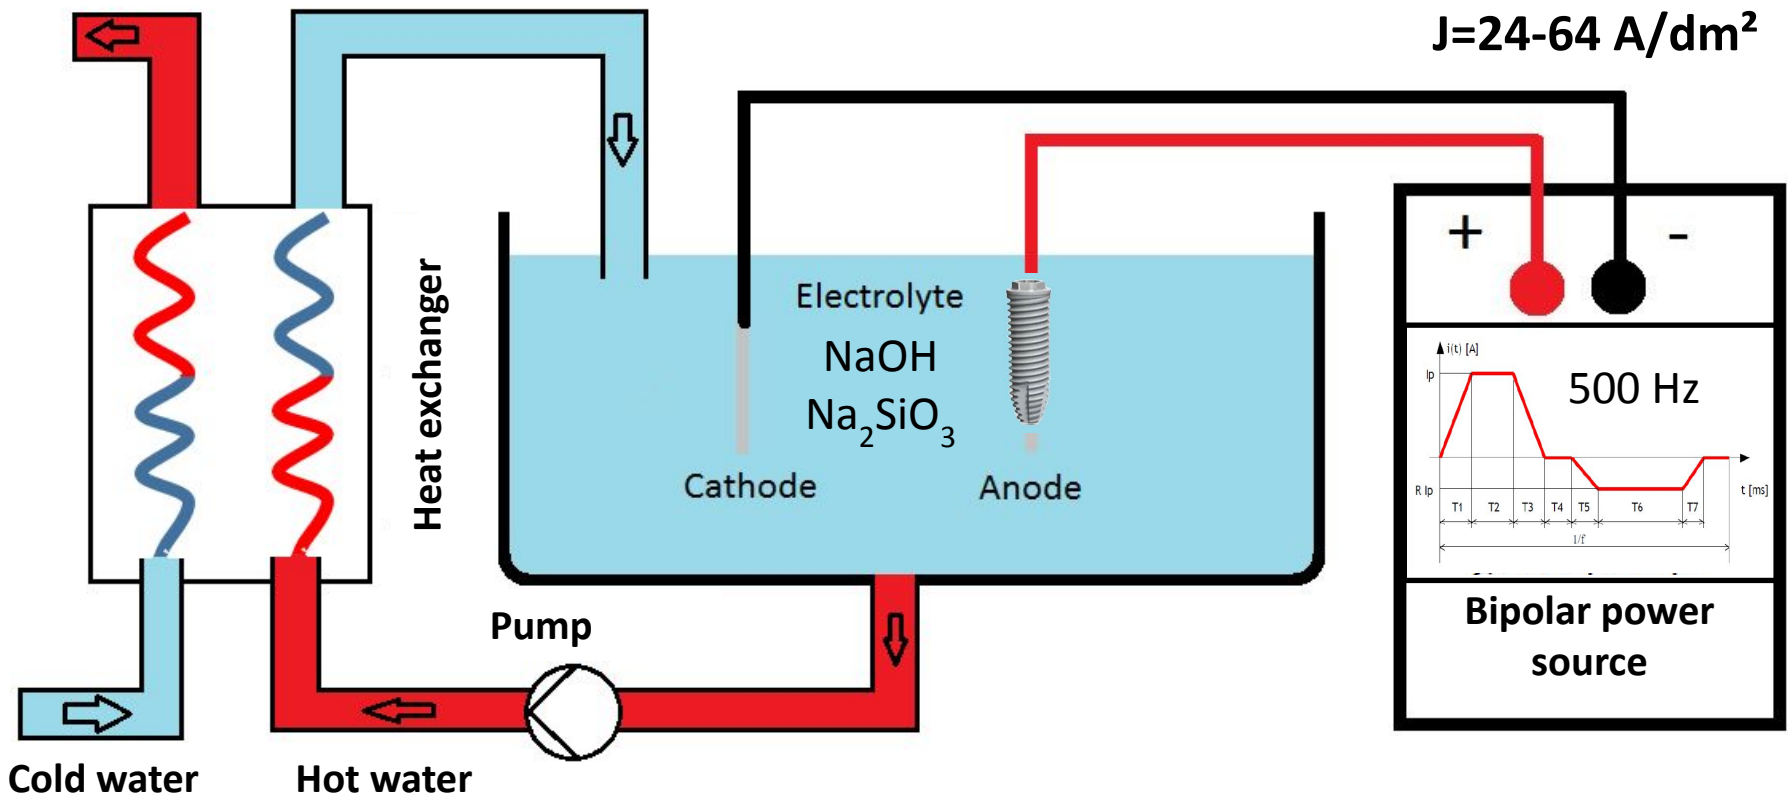 J=24-64 A/dm²
+ -
Electrolyte
NaOH
Na₂SiO₃
Cathode
Anode
Heat exchanger
i(t) [A]
Ip
500 Hz
R Ip
t [ms]
T1 T2 T3 T4 T5 T6 T7
1/f
Bipolar power
source
Pump
Cold water
Hot water